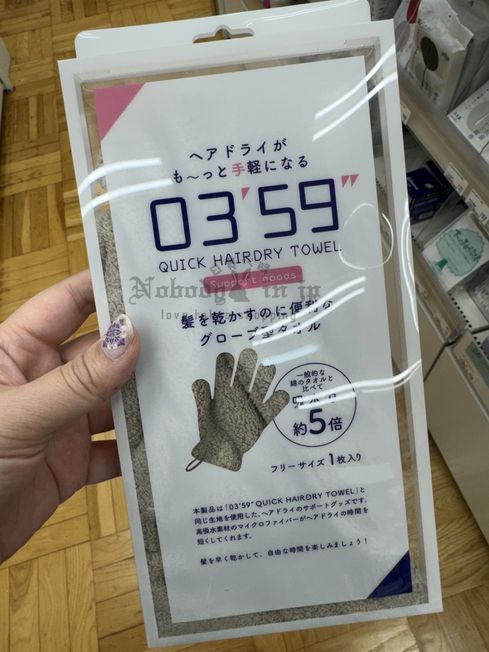 ヘアドライが
も〜っと手軽になる
03'59"
QUICK HAIRDRY TOWEL
Support goods
Nobody in jp
髪を乾かすのに便利な
グローブ型タオル
一般的な
綿のタオルと
比べて
約5倍
フリーサイズ 1枚入り
本製品は「03'59" QUICK HAIRDRY TOWEL」と
同じ生地を使用した、ヘアドライのサポートグッズです。
高吸水素材のマイクロファイバーがヘアドライの時間を
短くしてくれます。
髪を早く乾かして、自由な時間を楽しみましょう！